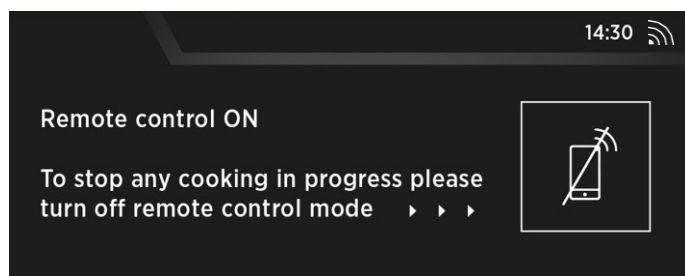 14:30
Remote control ON
To stop any cooking in progress please
turn off remote control mode